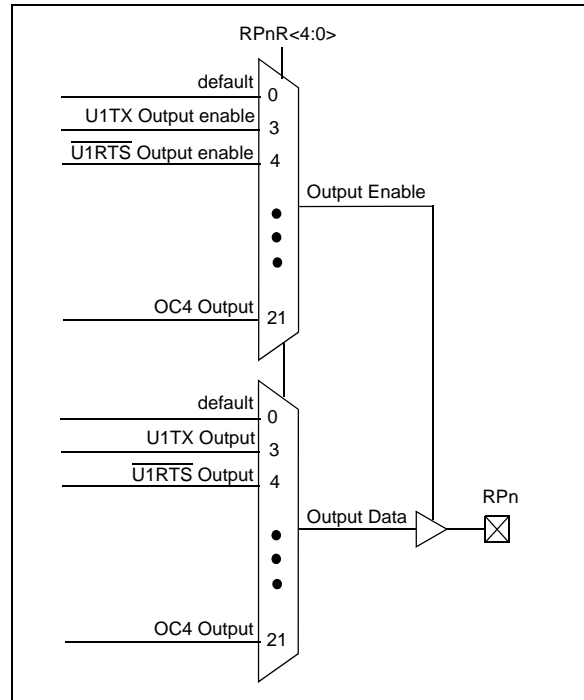 RPnR<4:0>
default
0
U1TX Output enable
3
U1RTS Output enable
4
Output Enable
OC4 Output
21
default
0
U1TX Output
3
U1RTS Output
4
RPn
Output Data
OC4 Output
21